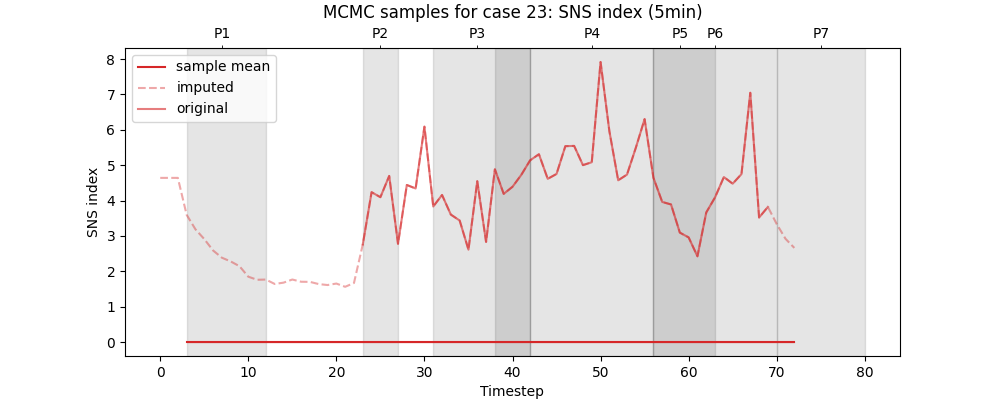 MCMC samples for case 23: SNS index (5min)
P1 P2 P3 P4 P5 P6 P7
sample mean
imputed
original
8
7
6
5
4
3
2
1
0
SNS index
0 10 20 30 40 50 60 70 80
Timestep